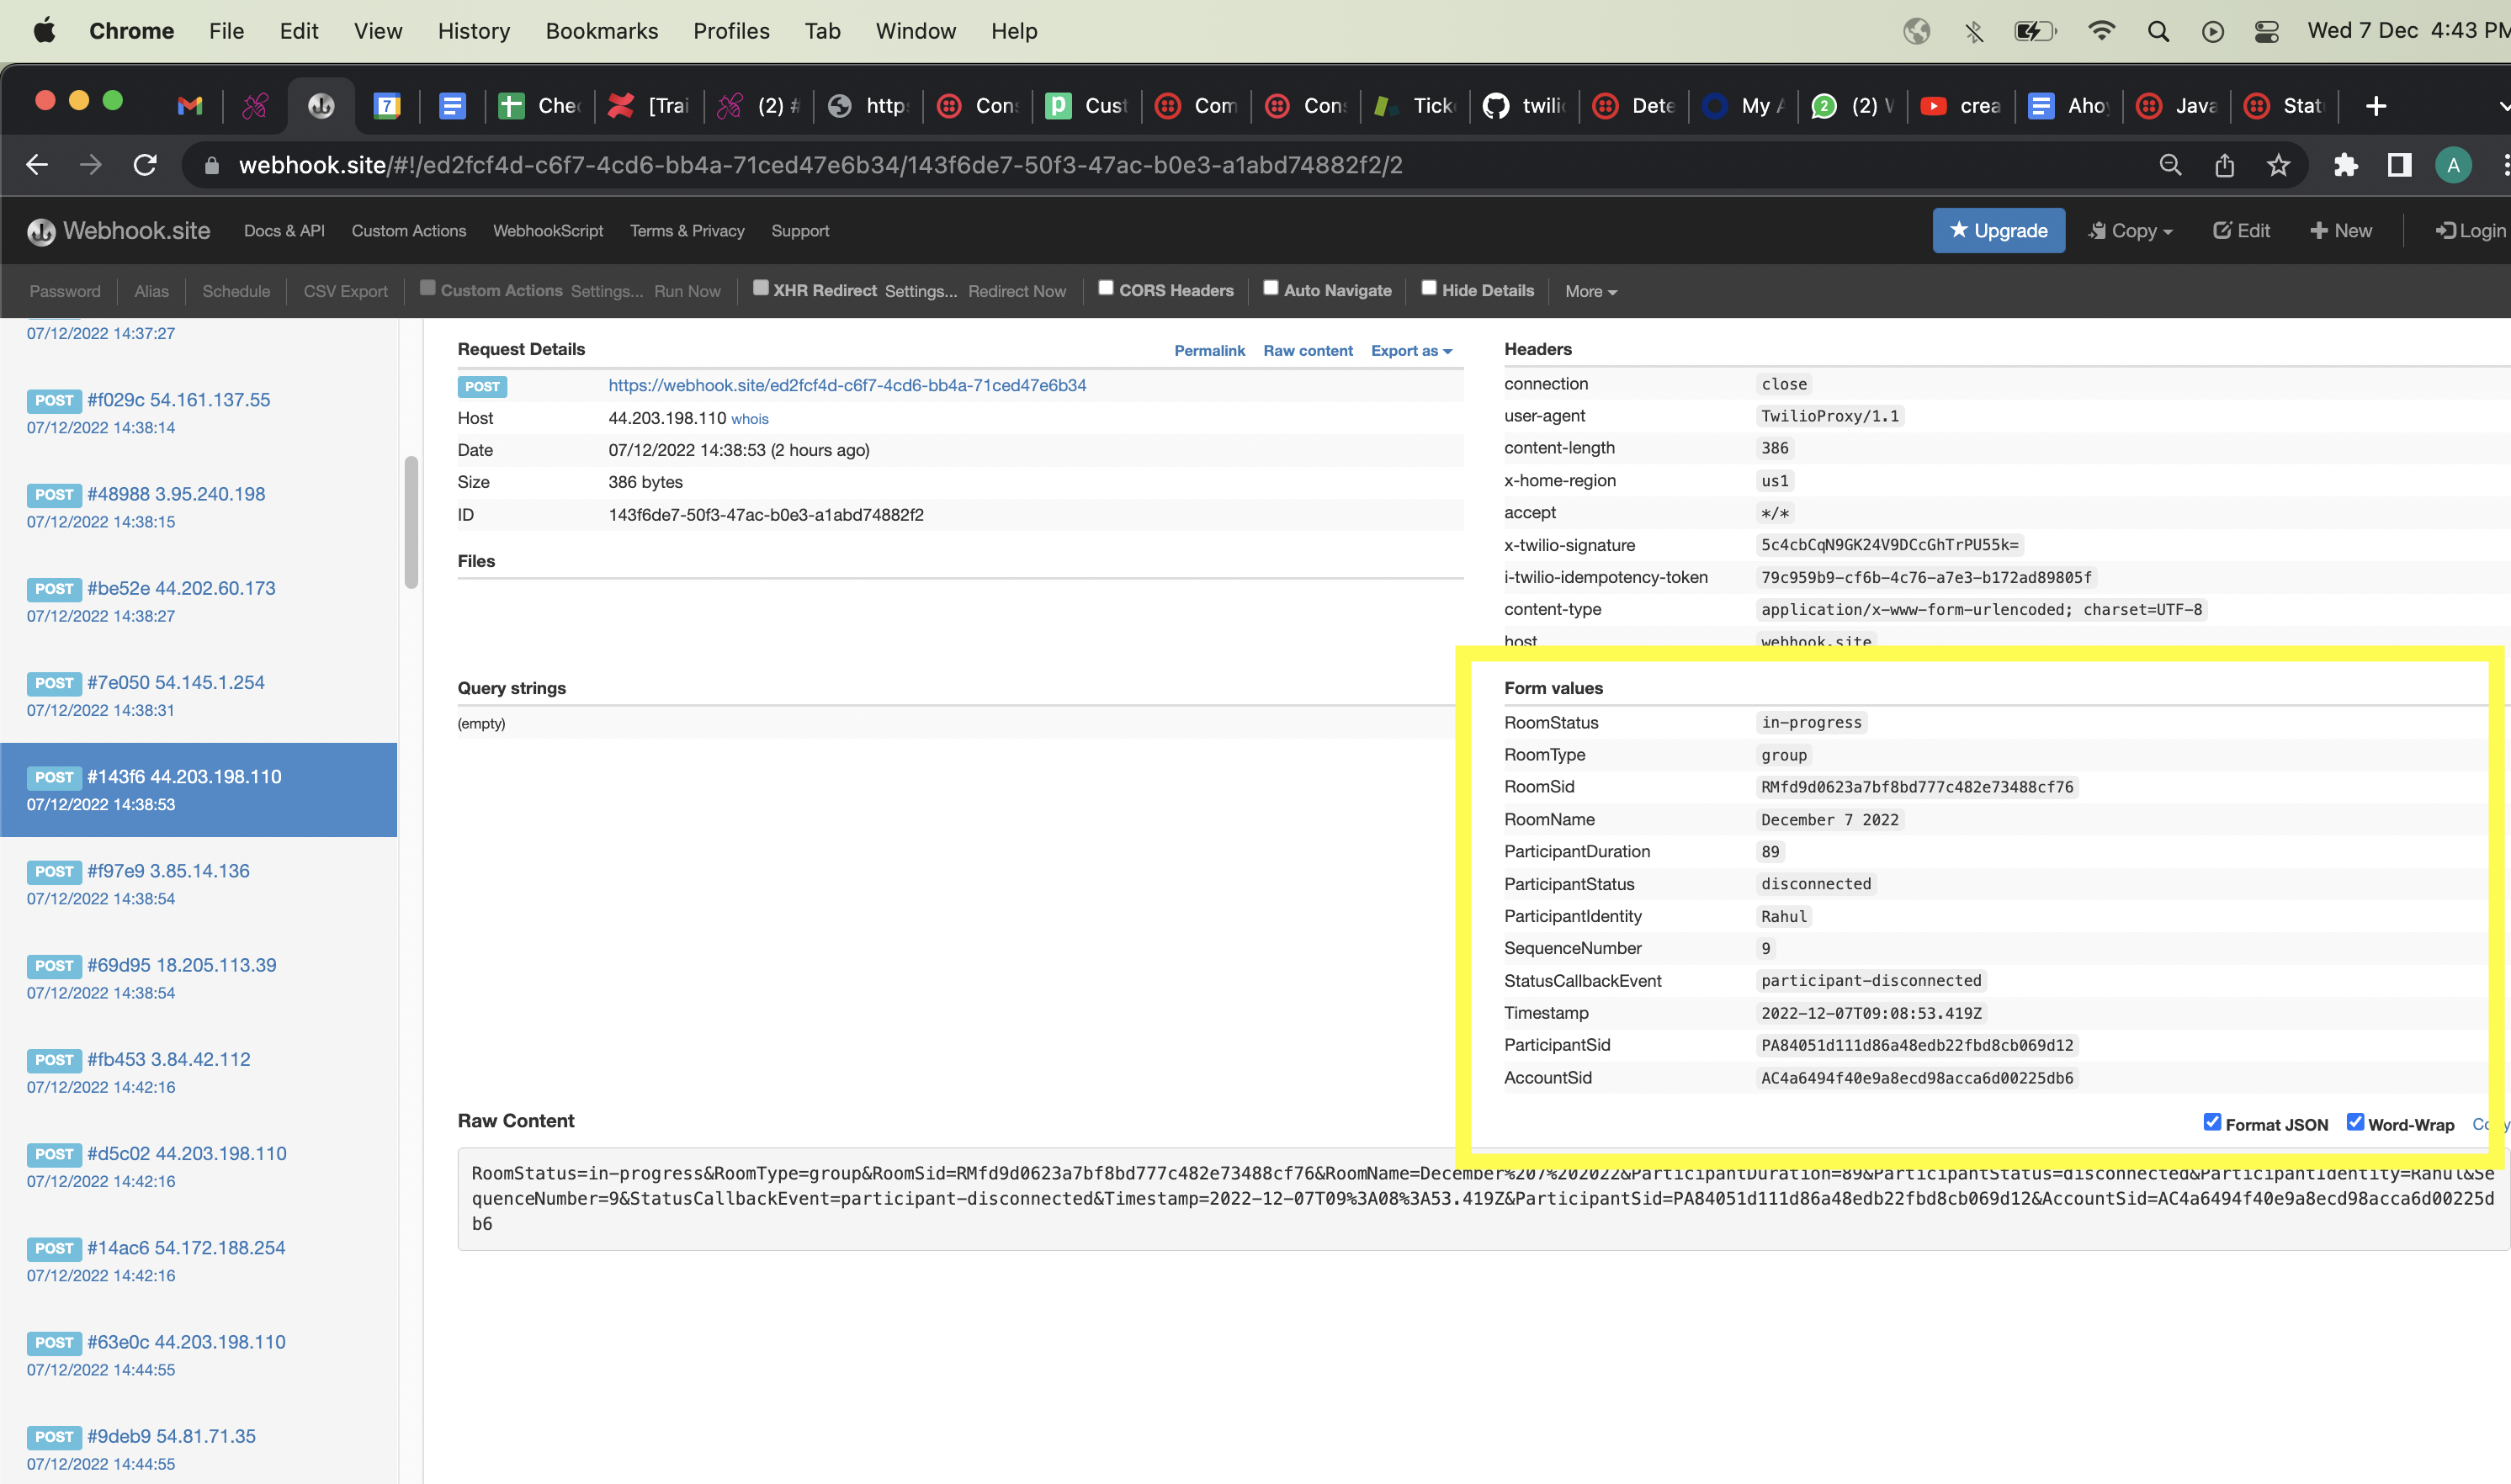 Chrome File Edit View History Bookmarks Profiles Tab Window Help Wed 7 Dec 4:43 PM
7 Chec [Trai (2) # http: Cons Cust Com Cons Ticke twilio Dete My A 2 (2) W crea Ahoy Java Stat
webhook.site/#!/ed2fcf4d-c6f7-4cd6-bb4a-71ced47e6b34/143f6de7-50f3-47ac-b0e3-a1abd74882f2/2 A
Webhook.site Docs & API Custom Actions WebhookScript Terms & Privacy Support Upgrade Copy Edit New Login
Password Alias Schedule CSV Export Custom Actions Settings... Run Now XHR Redirect Settings... Redirect Now CORS Headers Auto Navigate Hide Details More
07/12/2022 14:37:27
POST #f029c 54.161.137.55
07/12/2022 14:38:14
POST #48988 3.95.240.198
07/12/2022 14:38:15
POST #be52e 44.202.60.173
07/12/2022 14:38:27
POST #7e050 54.145.1.254
07/12/2022 14:38:31
POST #143f6 44.203.198.110
07/12/2022 14:38:53
POST #f97e9 3.85.14.136
07/12/2022 14:38:54
POST #69d95 18.205.113.39
07/12/2022 14:38:54
POST #fb453 3.84.42.112
07/12/2022 14:42:16
POST #d5c02 44.203.198.110
07/12/2022 14:42:16
POST #14ac6 54.172.188.254
07/12/2022 14:42:16
POST #63e0c 44.203.198.110
07/12/2022 14:44:55
POST #9deb9 54.81.71.35
07/12/2022 14:44:55
Request Details Permalink Raw content Export as
POST https://webhook.site/ed2fcf4d-c6f7-4cd6-bb4a-71ced47e6b34
Host 44.203.198.110 whois
Date 07/12/2022 14:38:53 (2 hours ago)
Size 386 bytes
ID 143f6de7-50f3-47ac-b0e3-a1abd74882f2
Files
Headers
connection close
user-agent TwilioProxy/1.1
content-length 386
x-home-region us1
accept */*
x-twilio-signature 5c4cbCqN9GK24V9DCcGhTrPU55k=
i-twilio-idempotency-token 79c959b9-cf6b-4c76-a7e3-b172ad89805f
content-type application/x-www-form-urlencoded; charset=UTF-8
host webhook.site
Query strings
(empty)
Form values
RoomStatus in-progress
RoomType group
RoomSid RMfd9d0623a7bf8bd777c482e73488cf76
RoomName December 7 2022
ParticipantDuration 89
ParticipantStatus disconnected
ParticipantIdentity Rahul
SequenceNumber 9
StatusCallbackEvent participant-disconnected
Timestamp 2022-12-07T09:08:53.419Z
ParticipantSid PA84051d111d86a48edb22fbd8cb069d12
AccountSid AC4a6494f40e9a8ecd98acca6d00225db6
Raw Content Format JSON Word-Wrap Copy
RoomStatus=in-progress&RoomType=group&RoomSid=RMfd9d0623a7bf8bd777c482e73488cf76&RoomName=December%207%202022&ParticipantDuration=89&ParticipantStatus=disconnected&ParticipantIdentity=Rahul&Se
quenceNumber=9&StatusCallbackEvent=participant-disconnected&Timestamp=2022-12-07T09%3A08%3A53.419Z&ParticipantSid=PA84051d111d86a48edb22fbd8cb069d12&AccountSid=AC4a6494f40e9a8ecd98acca6d00225d
b6